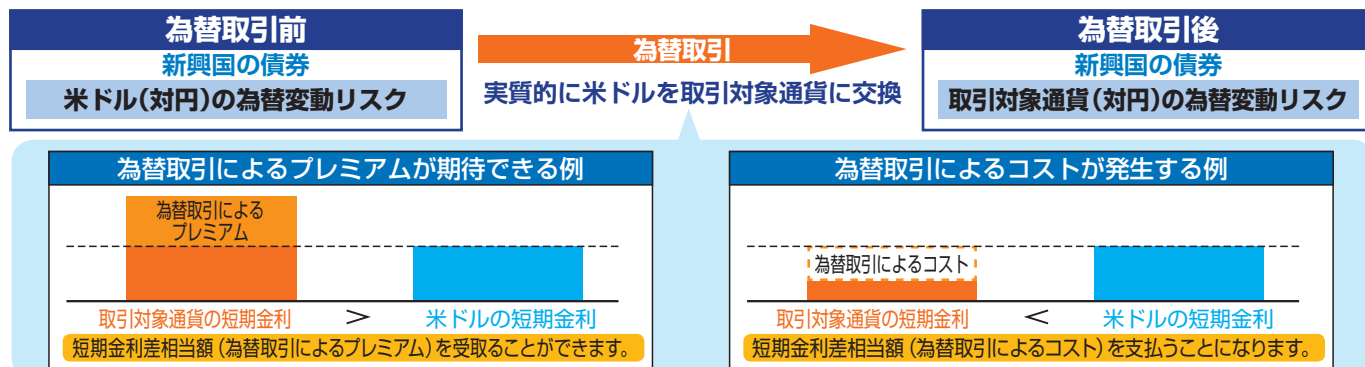 為替取引前
新興国の債券
米ドル(対円)の為替変動リスク
為替取引
実質的に米ドルを取引対象通貨に交換
為替取引後
新興国の債券
取引対象通貨(対円)の為替変動リスク
為替取引によるプレミアムが期待できる例
為替取引による
プレミアム
取引対象通貨の短期金利 > 米ドルの短期金利
短期金利差相当額(為替取引によるプレミアム)を受取ることができます。
為替取引によるコストが発生する例
為替取引によるコスト
取引対象通貨の短期金利 < 米ドルの短期金利
短期金利差相当額(為替取引によるコスト)を支払うことになります。